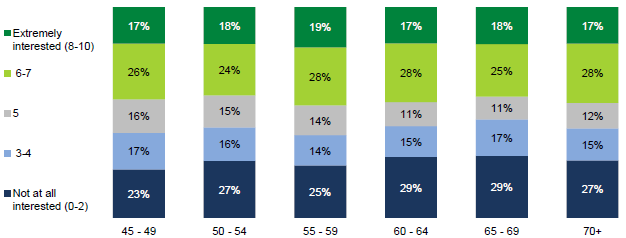 Extremely
interested (8-10)
6-7
5
3-4
Not at all
interested (0-2)
17% 18% 19% 17% 18% 17%
26% 24% 28% 28% 25% 28%
16% 15% 14% 11% 11% 12%
17% 16% 14% 15% 17% 15%
23% 27% 25% 29% 29% 27%
45 - 49 50 - 54 55 - 59 60 - 64 65 - 69 70+